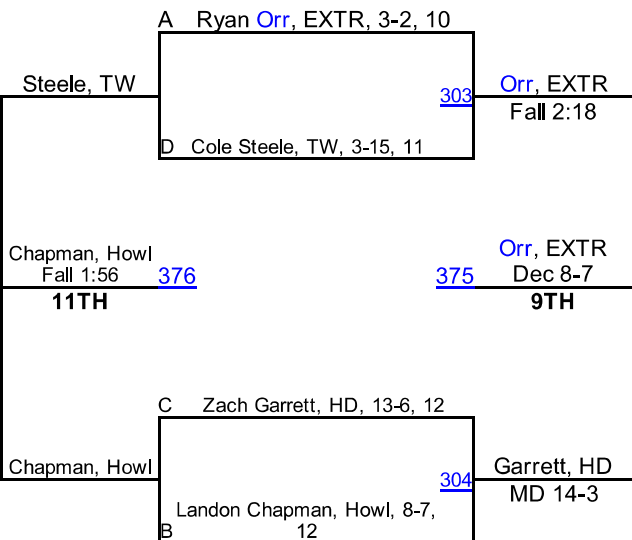 A Ryan Orr, EXTR, 3-2, 10
Steele, TW
303
Orr, EXTR
Fall 2:18
D Cole Steele, TW, 3-15, 11
Chapman, Howl
Fall 1:56
11TH
376
375
Orr, EXTR
Dec 8-7
9TH
C Zach Garrett, HD, 13-6, 12
Chapman, Howl
304
Garrett, HD
MD 14-3
Landon Chapman, Howl, 8-7,
B 12